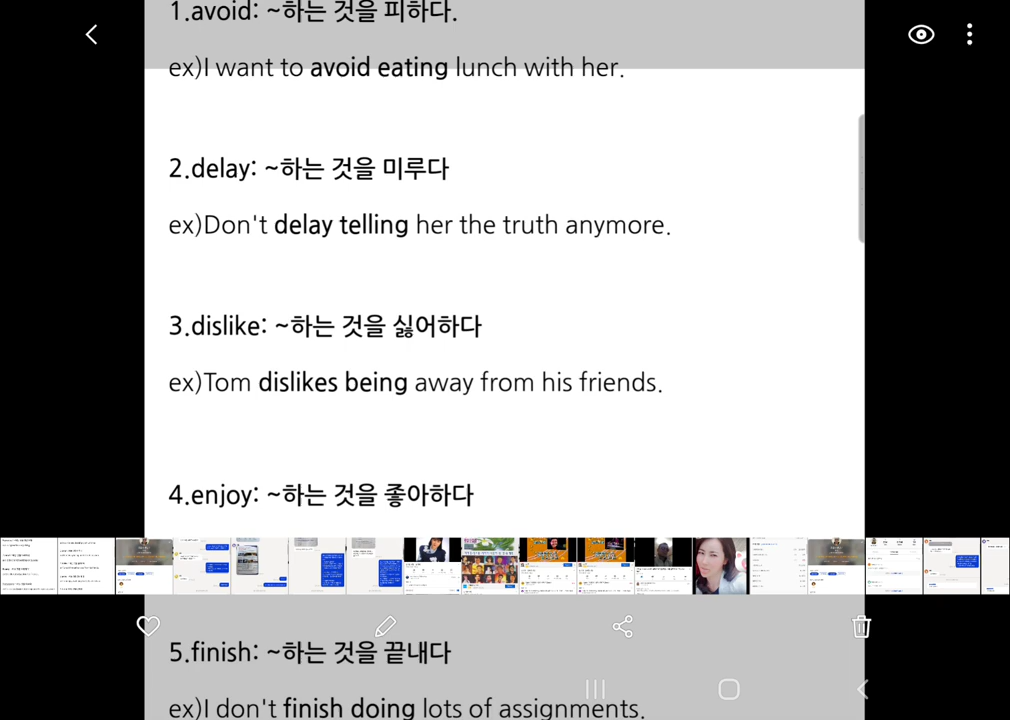 1.avoid: ~하는 것을 피하다.
ex)I want to avoid eating lunch with her.
2.delay: ~하는 것을 미루다
ex)Don't delay telling her the truth anymore.
3.dislike: ~하는 것을 싫어하다
ex)Tom dislikes being away from his friends.
4.enjoy: ~하는 것을 좋아하다
5.finish: ~하는 것을 끝내다
ex)I don't finish doing lots of assignments.